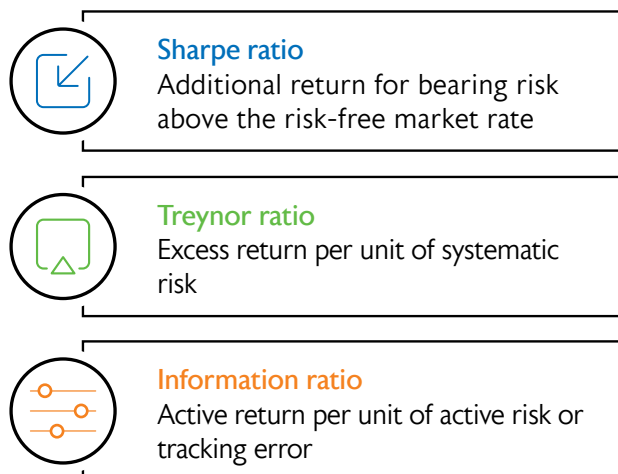 Sharpe ratio
Additional return for bearing risk
above the risk-free market rate
Treynor ratio
Excess return per unit of systematic
risk
Information ratio
Active return per unit of active risk or
tracking error